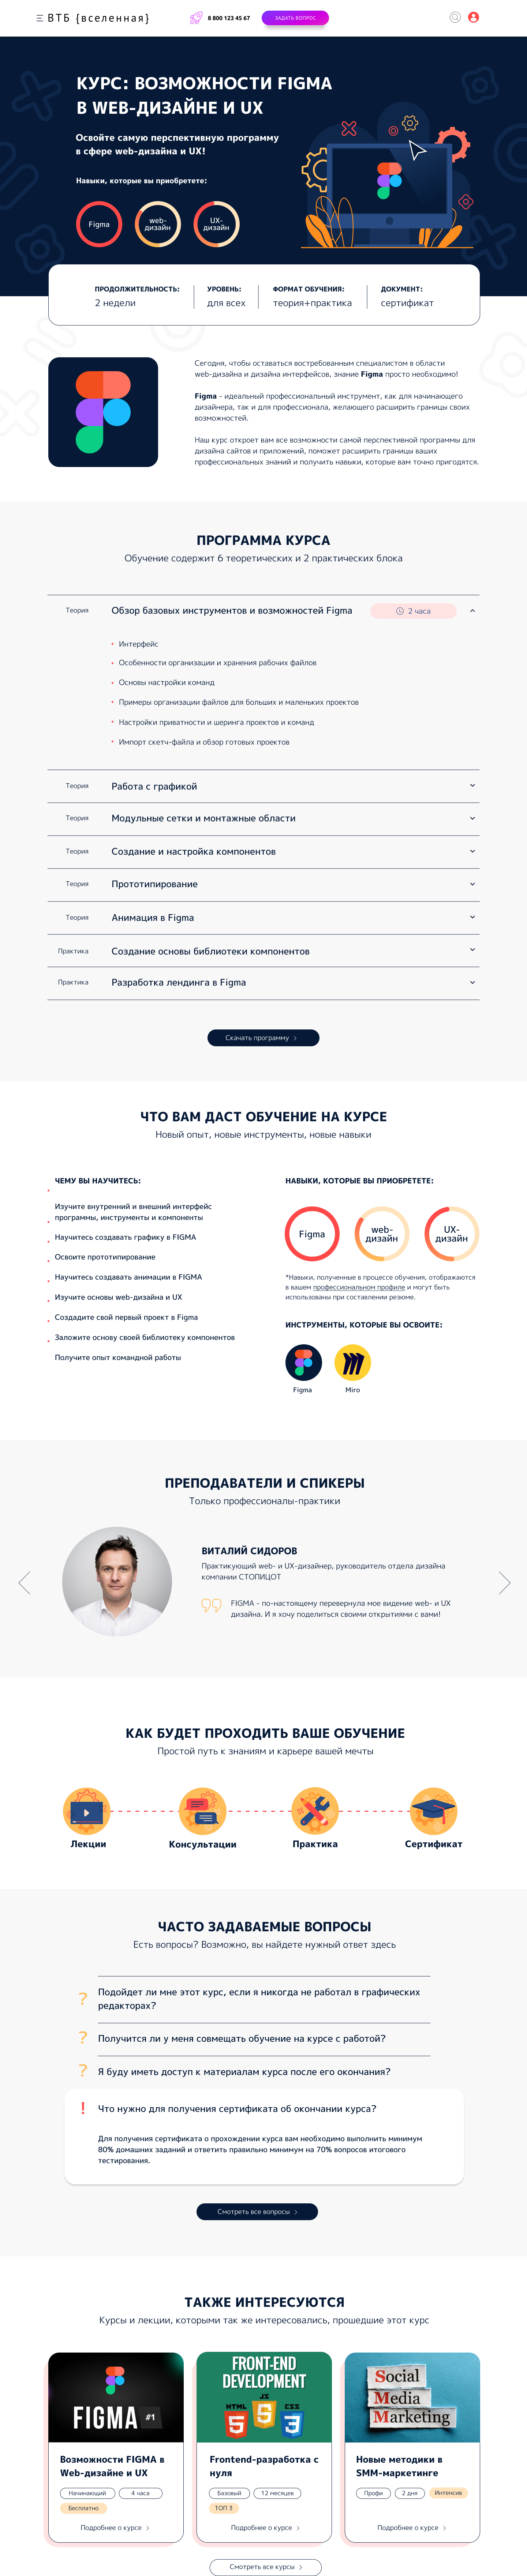 ВТБ {вселенная}
8 800 123 45 67
ЗАДАТЬ ВОПРОС
КУРС: ВОЗМОЖНОСТИ FIGMA
В WEB-ДИЗАЙНЕ И UX
Освойте самую перспективную программу
в сфере web-дизайна и UX!
Навыки, которые вы приобретете:
Figma
web-
дизайн
UX-
дизайн
ПРОДОЛЖИТЕЛЬНОСТЬ:
2 недели
УРОВЕНЬ:
для всех
ФОРМАТ ОБУЧЕНИЯ:
теория+практика
ДОКУМЕНТ:
сертификат
Сегодня, чтобы оставаться востребованным специалистом в области
web-дизайна и дизайна интерфейсов, знание Figma просто необходимо!
Figma - идеальный профессиональный инструмент, как для начинающего
дизайнера, так и для профессионала, желающего расширить границы своих
возможностей.
Наш курс откроет вам все возможности самой перспективной программы для
дизайна сайтов и приложений, поможет расширить границы ваших
профессиональных знаний и получить навыки, которые вам точно пригодятся.
ПРОГРАММА КУРСА
Обучение содержит 6 теоретических и 2 практических блока
Теория
Обзор базовых инструментов и возможностей Figma
2 часа
Интерфейс
Особенности организации и хранения рабочих файлов
Основы настройки команд
Примеры организации файлов для больших и маленьких проектов
Настройки приватности и шеринга проектов и команд
Импорт скетч-файла и обзор готовых проектов
Теория
Работа с графикой
Теория
Модульные сетки и монтажные области
Теория
Создание и настройка компонентов
Теория
Прототипирование
Теория
Анимация в Figma
Практика
Создание основы библиотеки компонентов
Практика
Разработка лендинга в Figma
Скачать программу
ЧТО ВАМ ДАСТ ОБУЧЕНИЕ НА КУРСЕ
Новый опыт, новые инструменты, новые навыки
ЧЕМУ ВЫ НАУЧИТЕСЬ:
Изучите внутренний и внешний интерфейс
программы, инструменты и компоненты
Научитесь создавать графику в FIGMA
Освоите прототипирование
Научитесь создавать анимации в FIGMA
Изучите основы web-дизайна и UX
Создадите свой первый проект в Figma
Заложите основу своей библиотеку компонентов
Получите опыт командной работы
НАВЫКИ, КОТОРЫЕ ВЫ ПРИОБРЕТЕТЕ:
Figma
web-
дизайн
UX-
дизайн
*Навыки, полученные в процессе обучения, отображаются
в вашем профессиональном профиле и могут быть
использованы при составлении резюме.
ИНСТРУМЕНТЫ, КОТОРЫЕ ВЫ ОСВОИТЕ:
Figma
Miro
ПРЕПОДАВАТЕЛИ И СПИКЕРЫ
Только профессионалы-практики
ВИТАЛИЙ СИДОРОВ
Практикующий web- и UX-дизайнер, руководитель отдела дизайна
компании СТОПИЦОТ
FIGMA - по-настоящему перевернула мое видение web- и UX
дизайна. И я хочу поделиться своими открытиями с вами!
КАК БУДЕТ ПРОХОДИТЬ ВАШЕ ОБУЧЕНИЕ
Простой путь к знаниям и карьере вашей мечты
Лекции
Консультации
Практика
Сертификат
ЧАСТО ЗАДАВАЕМЫЕ ВОПРОСЫ
Есть вопросы? Возможно, вы найдете нужный ответ здесь
? Подойдет ли мне этот курс, если я никогда не работал в графических
редакторах?
? Получится ли у меня совмещать обучение на курсе с работой?
? Я буду иметь доступ к материалам курса после его окончания?
! Что нужно для получения сертификата об окончании курса?
Для получения сертификата о прохождении курса вам необходимо выполнить минимум
80% домашних заданий и ответить правильно минимум на 70% вопросов итогового
тестирования.
Смотреть все вопросы
ТАКЖЕ ИНТЕРЕСУЮТСЯ
Курсы и лекции, которыми так же интересовались, прошедшие этот курс
FIGMA #1
Возможности FIGMA в
Web-дизайне и UX
Начинающий
4 часа
Бесплатно
Подробнее о курсе
FRONT-END
DEVELOPMENT
HTML
JS
CSS
5
5
3
Frontend-разработка с
нуля
Базовый
12 месяцев
ТОП 3
Подробнее о курсе
Social
Media
Marketing
Новые методики в
SMM-маркетинге
Профи
2 дня
Интенсив
Подробнее о курсе
Смотреть все курсы